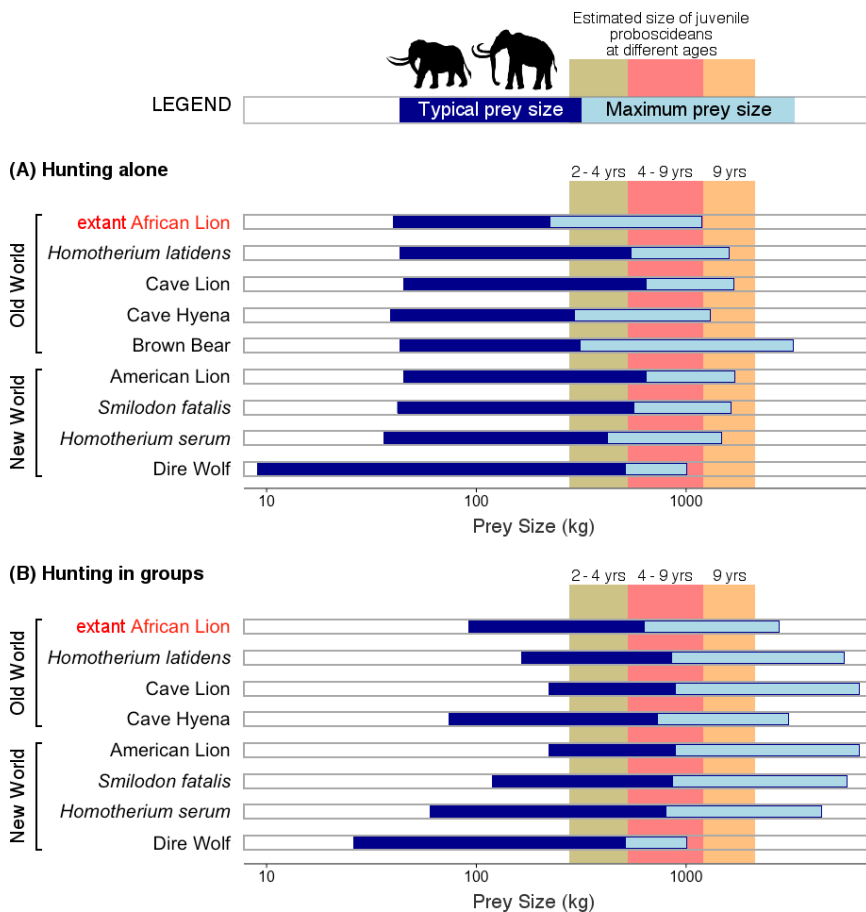 Estimated size of juvenile
proboscideans
at different ages
LEGEND
Typical prey size
Maximum prey size
(A) Hunting alone
2 - 4 yrs
4 - 9 yrs
9 yrs
Old World
extant African Lion
Homotherium latidens
Cave Lion
Cave Hyena
Brown Bear
New World
American Lion
Smilodon fatalis
Homotherium serum
Dire Wolf
10
100
1000
Prey Size (kg)
(B) Hunting in groups
2 - 4 yrs
4 - 9 yrs
9 yrs
Old World
extant African Lion
Homotherium latidens
Cave Lion
Cave Hyena
New World
American Lion
Smilodon fatalis
Homotherium serum
Dire Wolf
10
100
1000
Prey Size (kg)